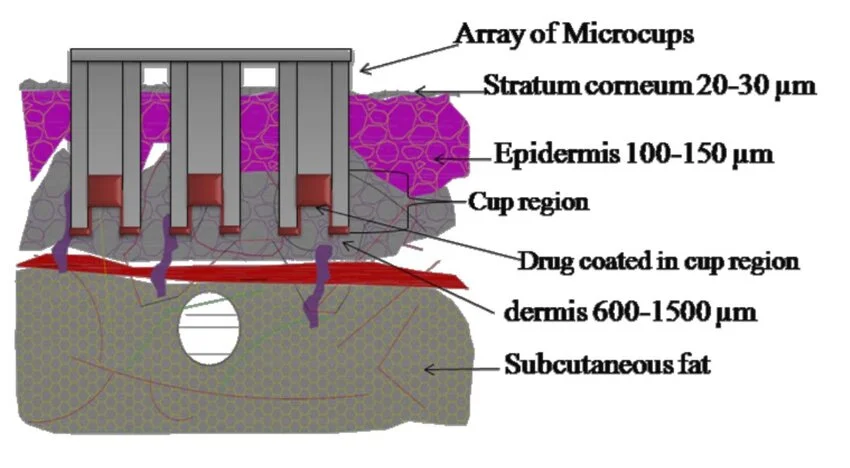 Array of Microcups
Stratum corneum 20-30 µm
Epidermis 100-150 µm
Cup region
Drug coated in cup region
dermis 600-1500 µm
Subcutaneous fat